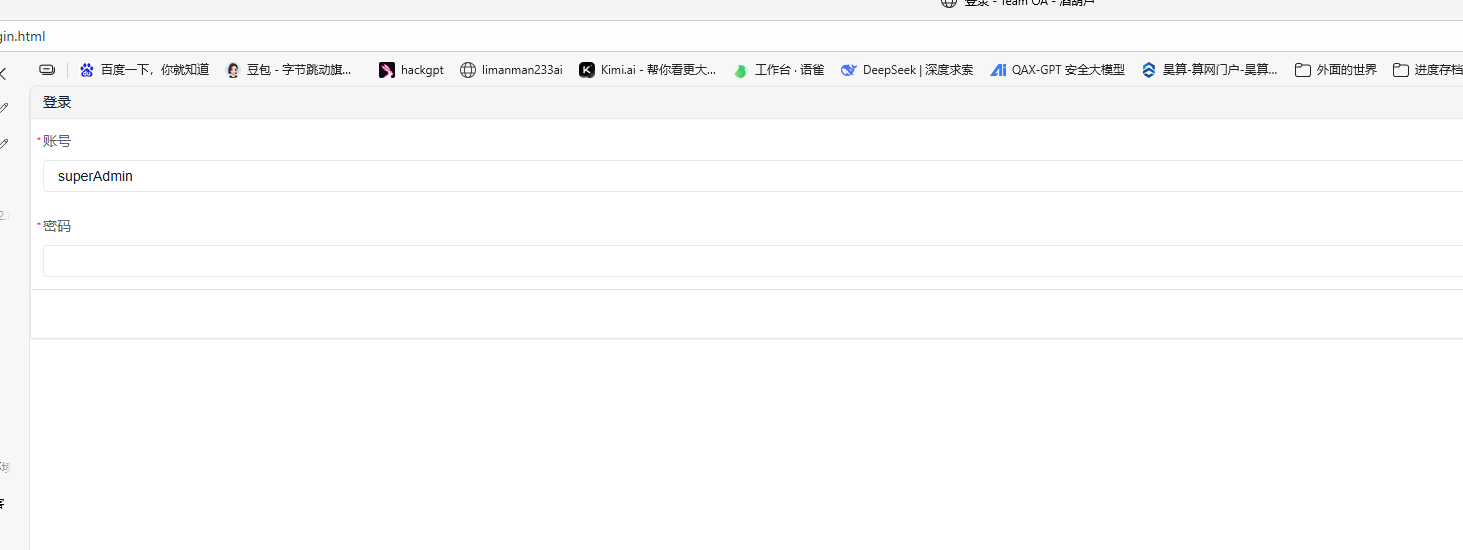 登录 - Team OA - 酒葫芦
gin.html
百度一下，你就知道 豆包 - 字节跳动旗... hackgpt limanman233ai Kimi.ai - 帮你看更大... 工作台 · 语雀 DeepSeek | 深度求索 QAX-GPT 安全大模型 昊算-算网门户-昊算... 外面的世界 进度存档
登录
*账号
superAdmin
*密码